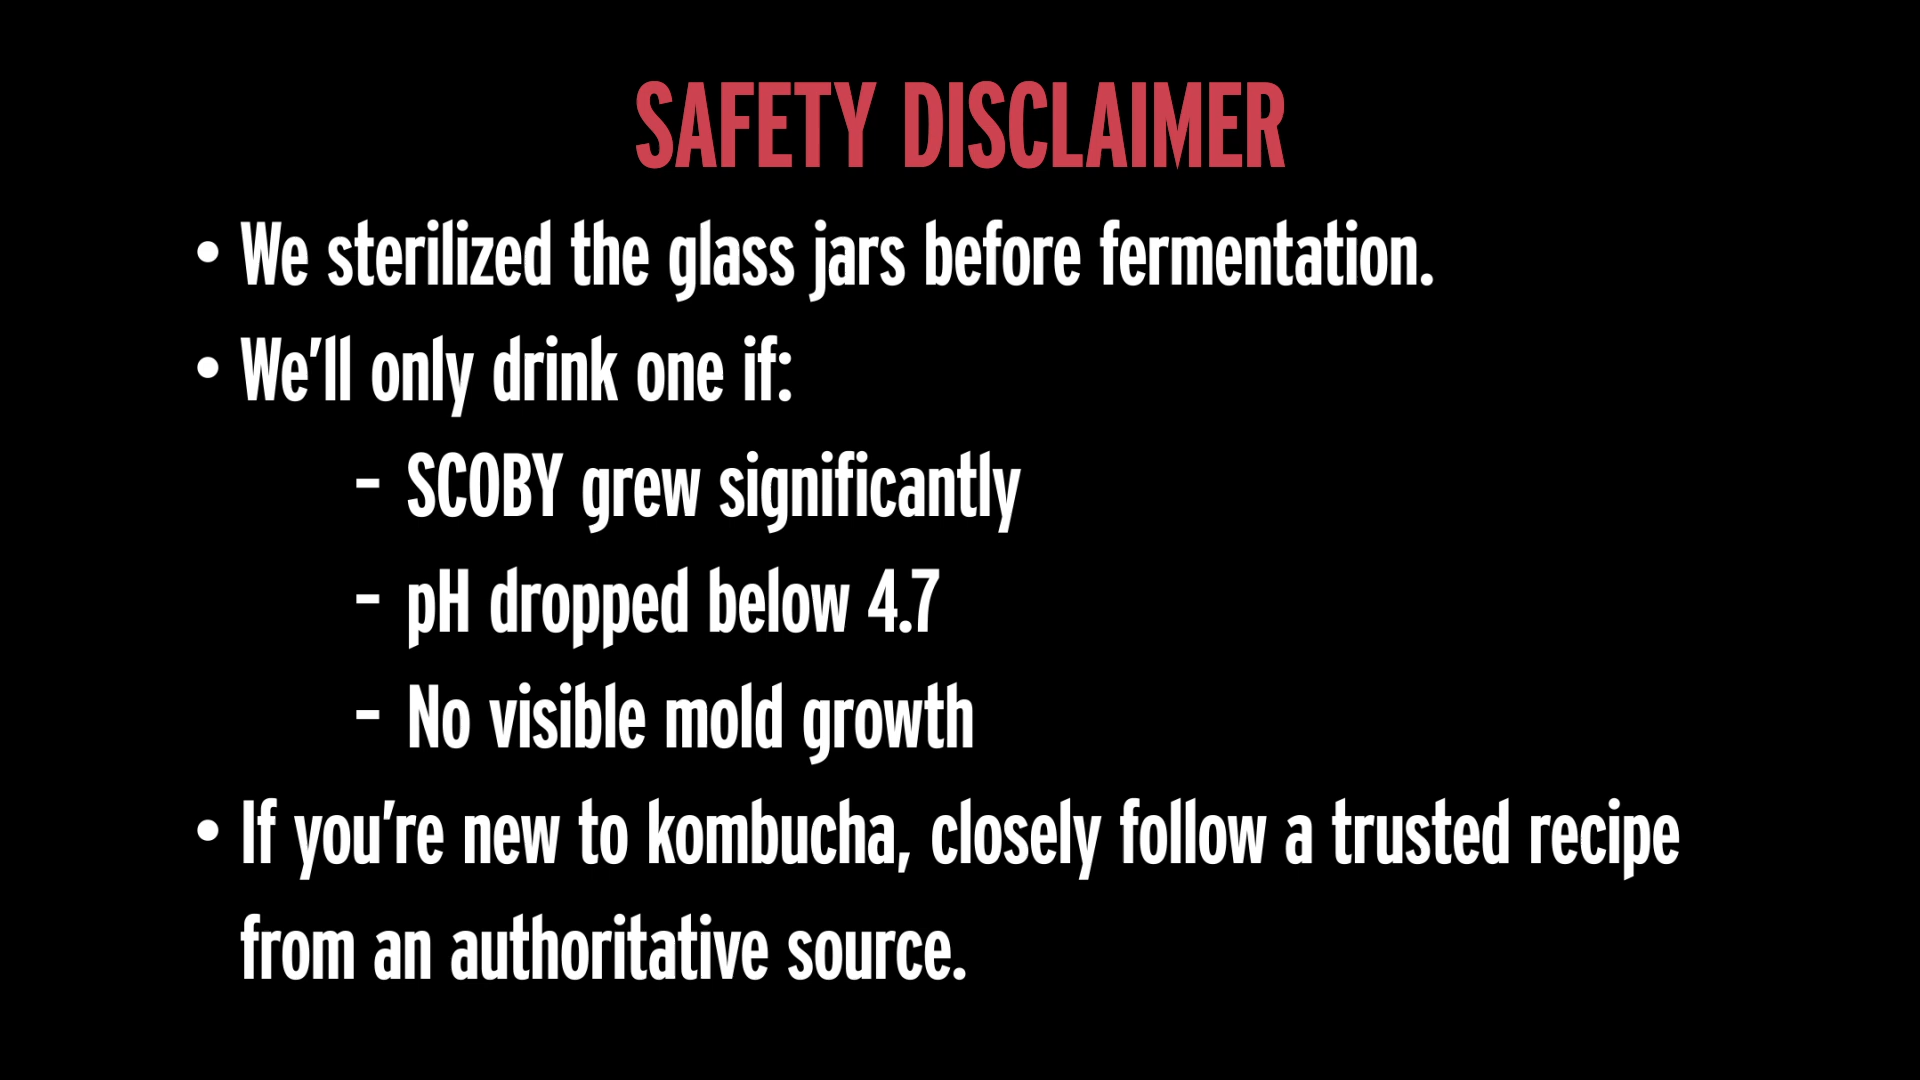 SAFETY DISCLAIMER
• We sterilized the glass jars before fermentation.
• We'll only drink one if:
- SCOBY grew significantly
- pH dropped below 4.7
- No visible mold growth
• If you're new to kombucha, closely follow a trusted recipe
from an authoritative source.